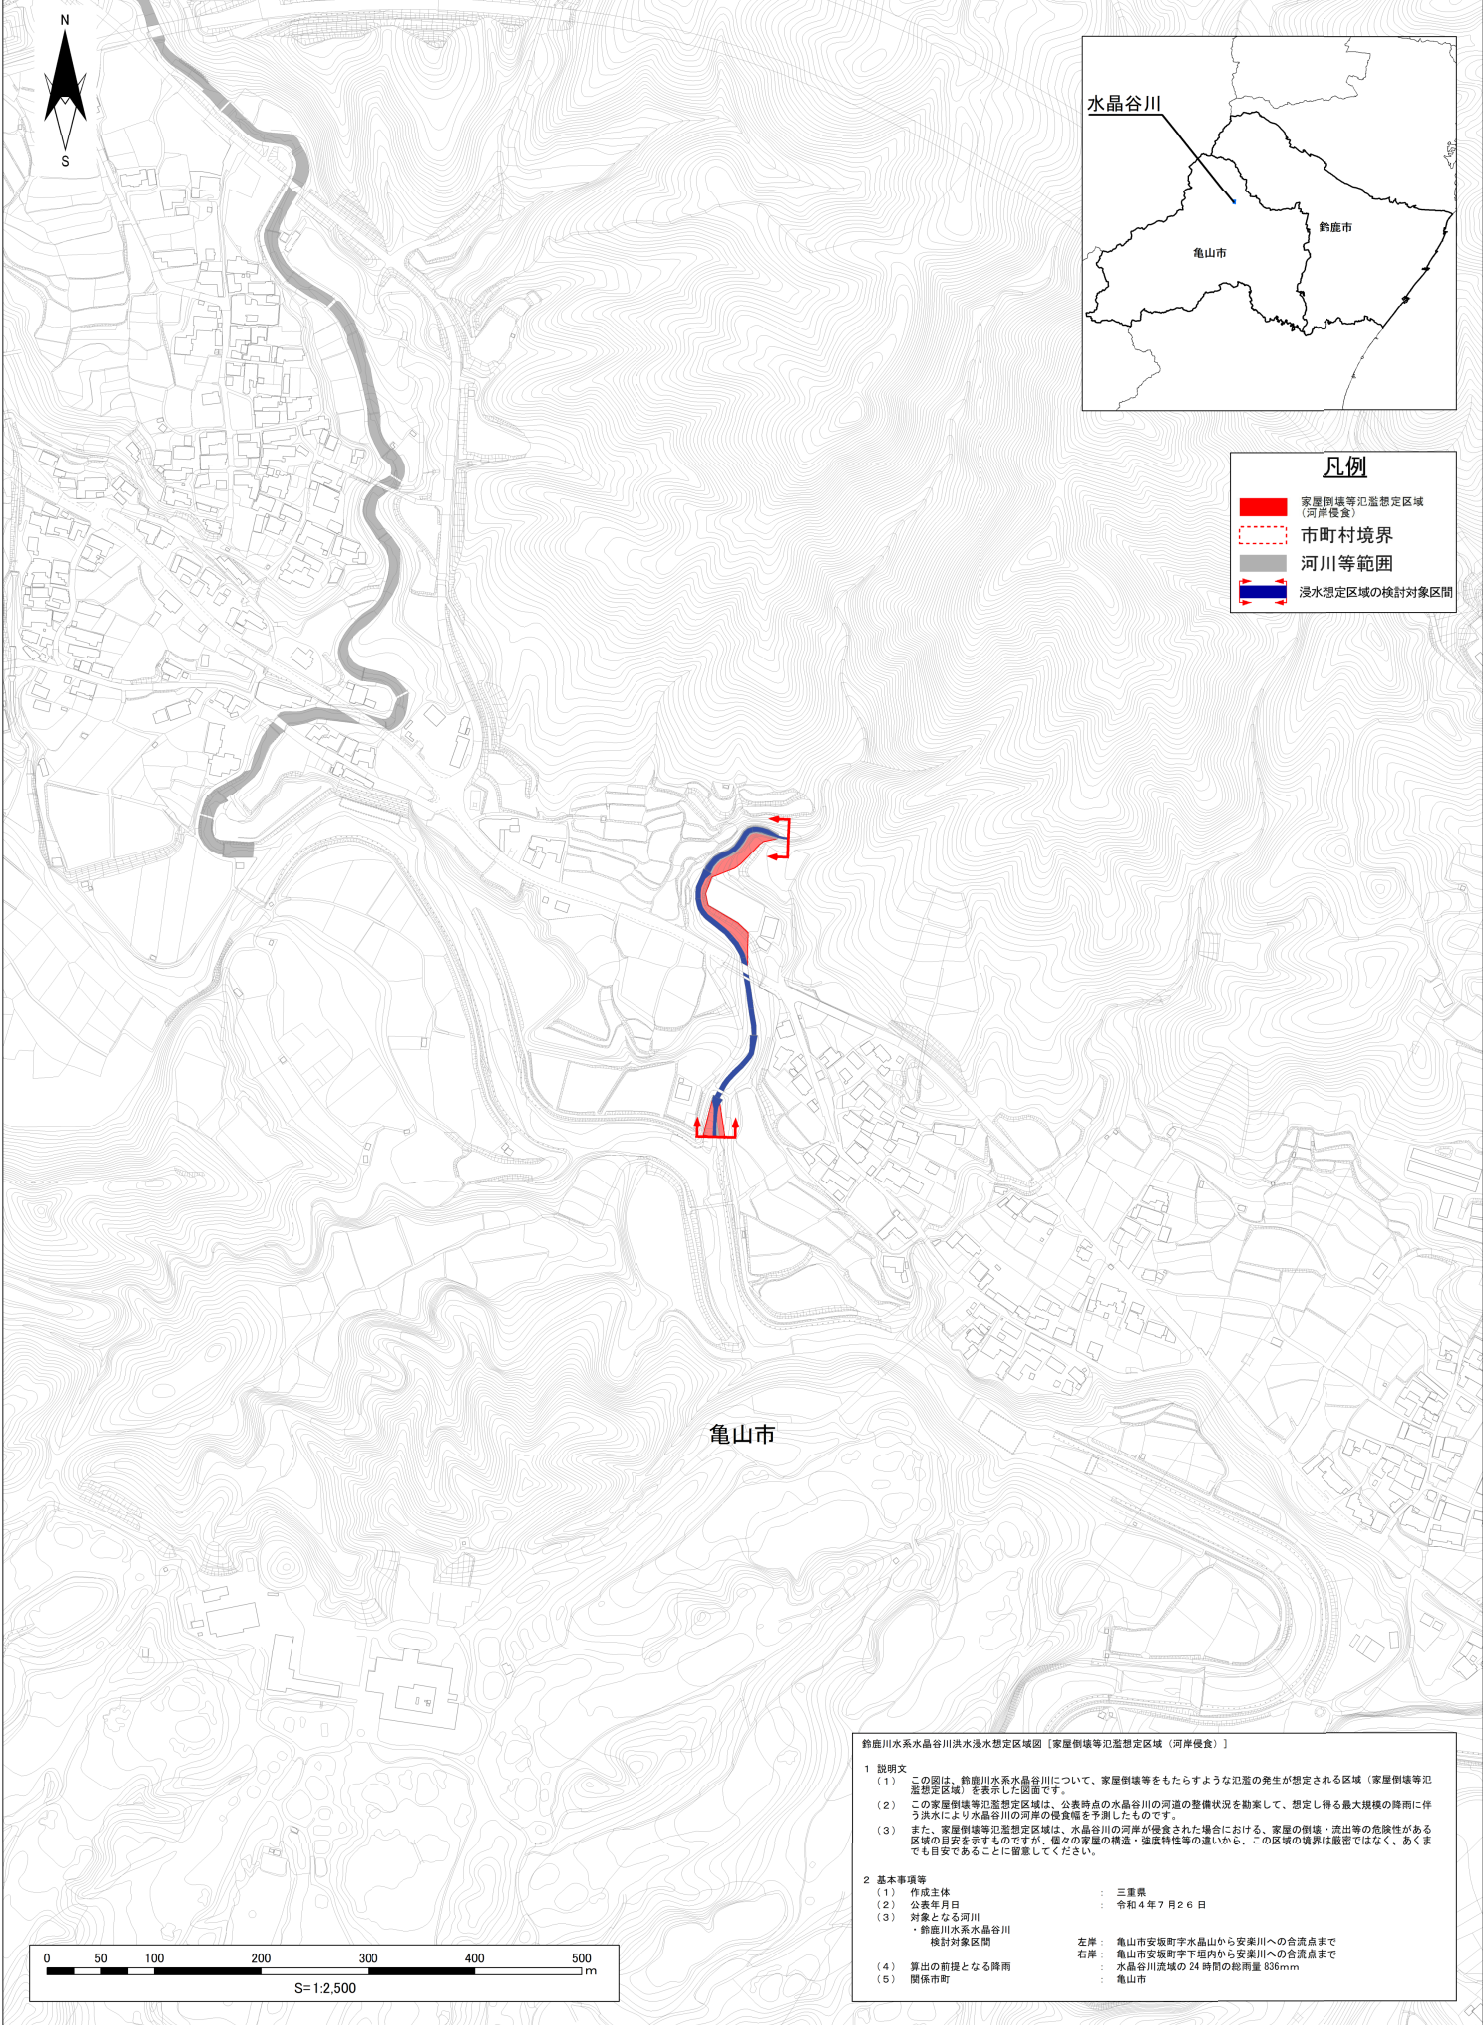 N
S
水晶谷川
鈴鹿市
亀山市
凡例
家屋倒壊等氾濫想定区域
(河岸侵食)
市町村境界
河川等範囲
浸水想定区域の検討対象区間
亀山市
鈴鹿川水系水晶谷川洪水浸水想定区域図［家屋倒壊等氾濫想定区域（河岸侵食）］
1 説明文
(1) この図は、鈴鹿川水系水晶谷川について、家屋倒壊等をもたらすような氾濫の発生が想定される区域（家屋倒壊等氾
濫想定区域）を表示した図面です。
(2) この家屋倒壊等氾濫想定区域は、公表時点の水晶谷川の河道の整備状況を勘案して、想定し得る最大規模の降雨に伴
う洪水により水晶谷川の河岸の侵食幅を予測したものです。
(3) また、家屋倒壊等氾濫想定区域は、水晶谷川の河岸が侵食された場合における、家屋の倒壊・流出等の危険性がある
区域の目安を示すものですが、個々の家屋の構造・強度特性等の違いから、この区域の境界は厳密ではなく、あくま
でも目安であることに留意してください。
2 基本事項等
(1) 作成主体 : 三重県
(2) 公表年月日 : 令和４年７月２６日
(3) 対象となる河川
・鈴鹿川水系水晶谷川
検討対象区間 左岸 : 亀山市安坂町字水晶山から安楽川への合流点まで
右岸 : 亀山市安坂町字下垣内から安楽川への合流点まで
(4) 算出の前提となる降雨 : 水晶谷川流域の 24 時間の総雨量 836mm
(5) 関係市町 : 亀山市
0 50 100 200 300 400 500
m
S=1:2,500